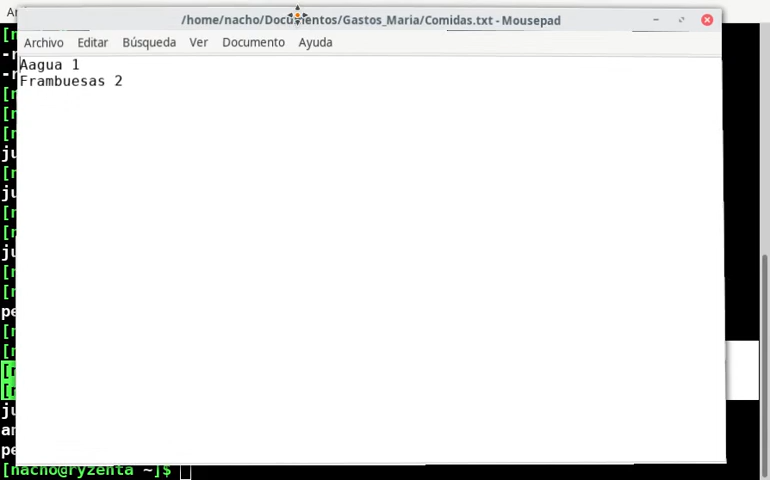 /home/nacho/Documentos/Gastos_Maria/Comidas.txt - Mousepad
Archivo Editar Búsqueda Ver Documento Ayuda
Aagua 1
Frambuesas 2
[nacho@ryzenta ~]$